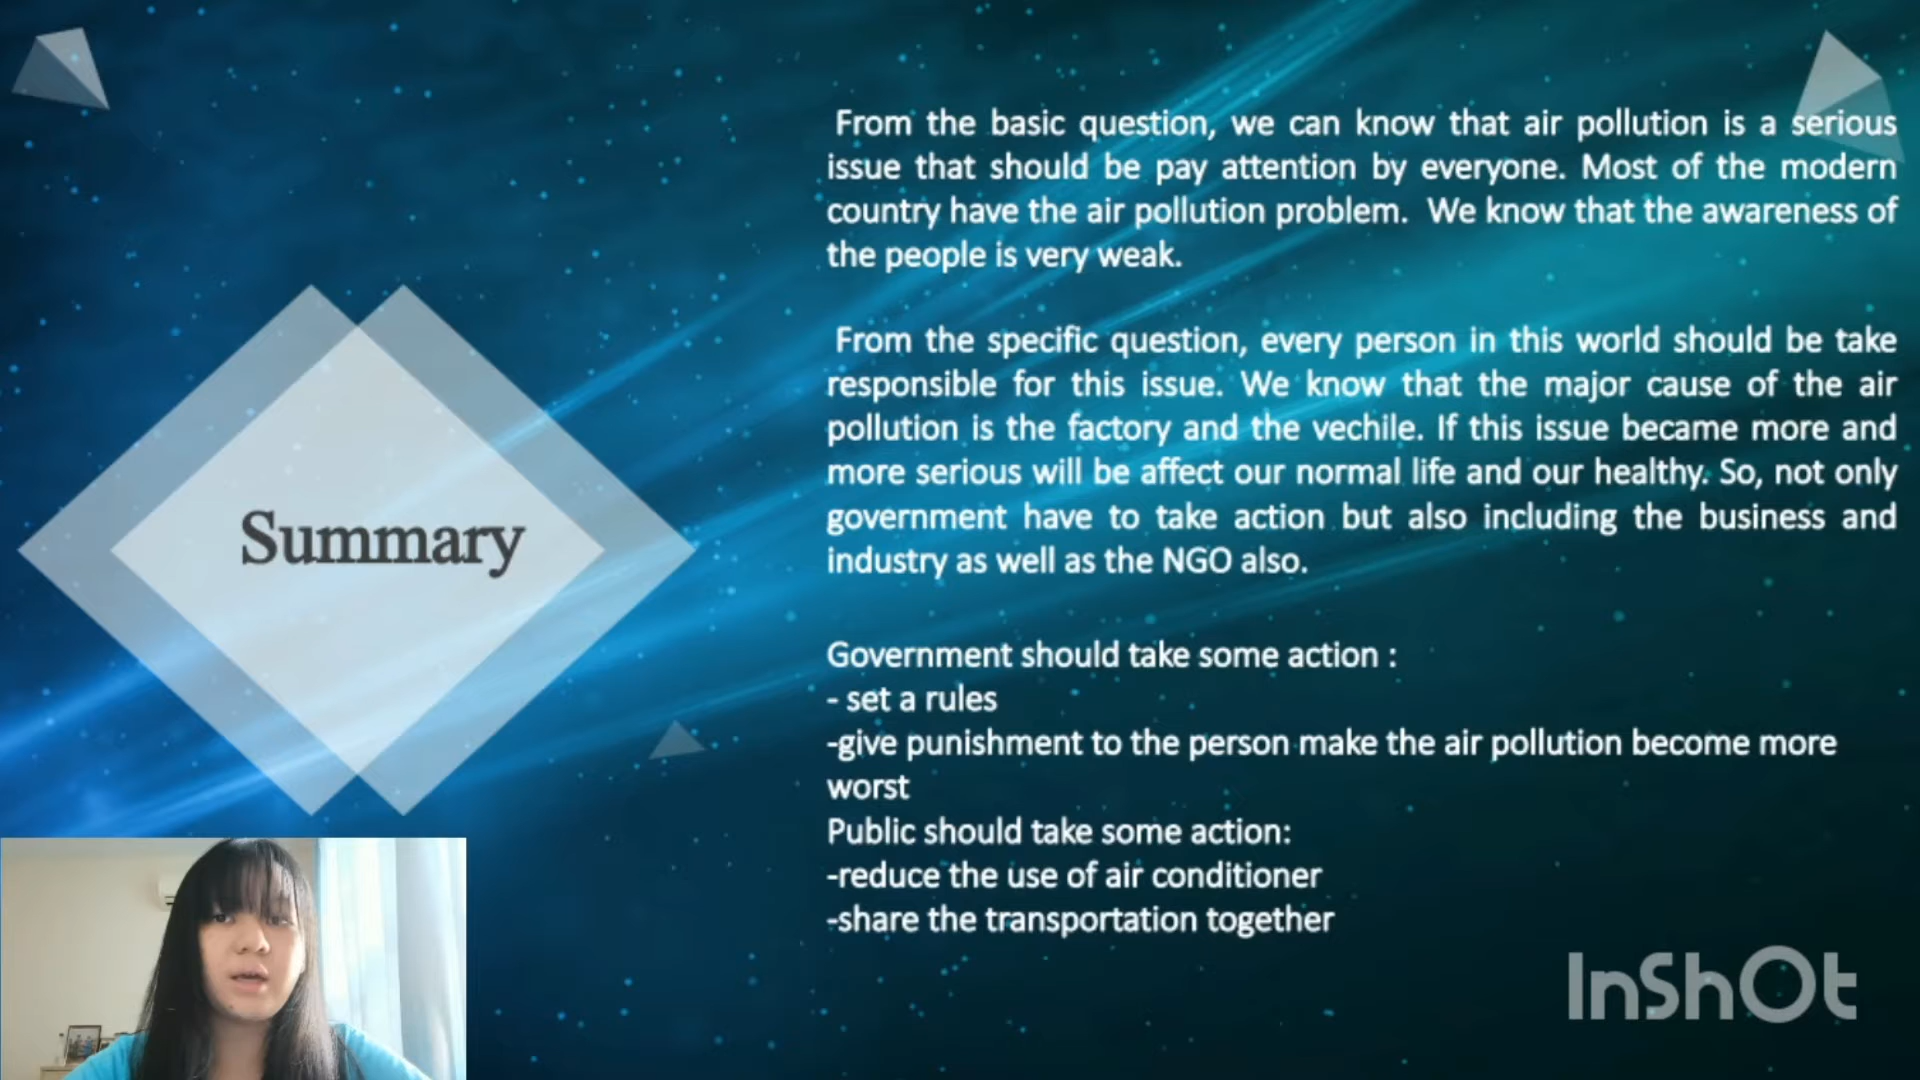 From the basic question, we can know that air pollution is a serious
issue that should be pay attention by everyone. Most of the modern
country have the air pollution problem.  We know that the awareness of
the people is very weak.
From the specific question, every person in this world should be take
responsible for this issue. We know that the major cause of the air
pollution is the factory and the vechile. If this issue became more and
more serious will be affect our normal life and our healthy. So, not only
government have to take action but also including the business and
industry as well as the NGO also.
Summary
Government should take some action :
- set a rules
-give punishment to the person make the air pollution become more
worst
Public should take some action:
-reduce the use of air conditioner
-share the transportation together
InShOt